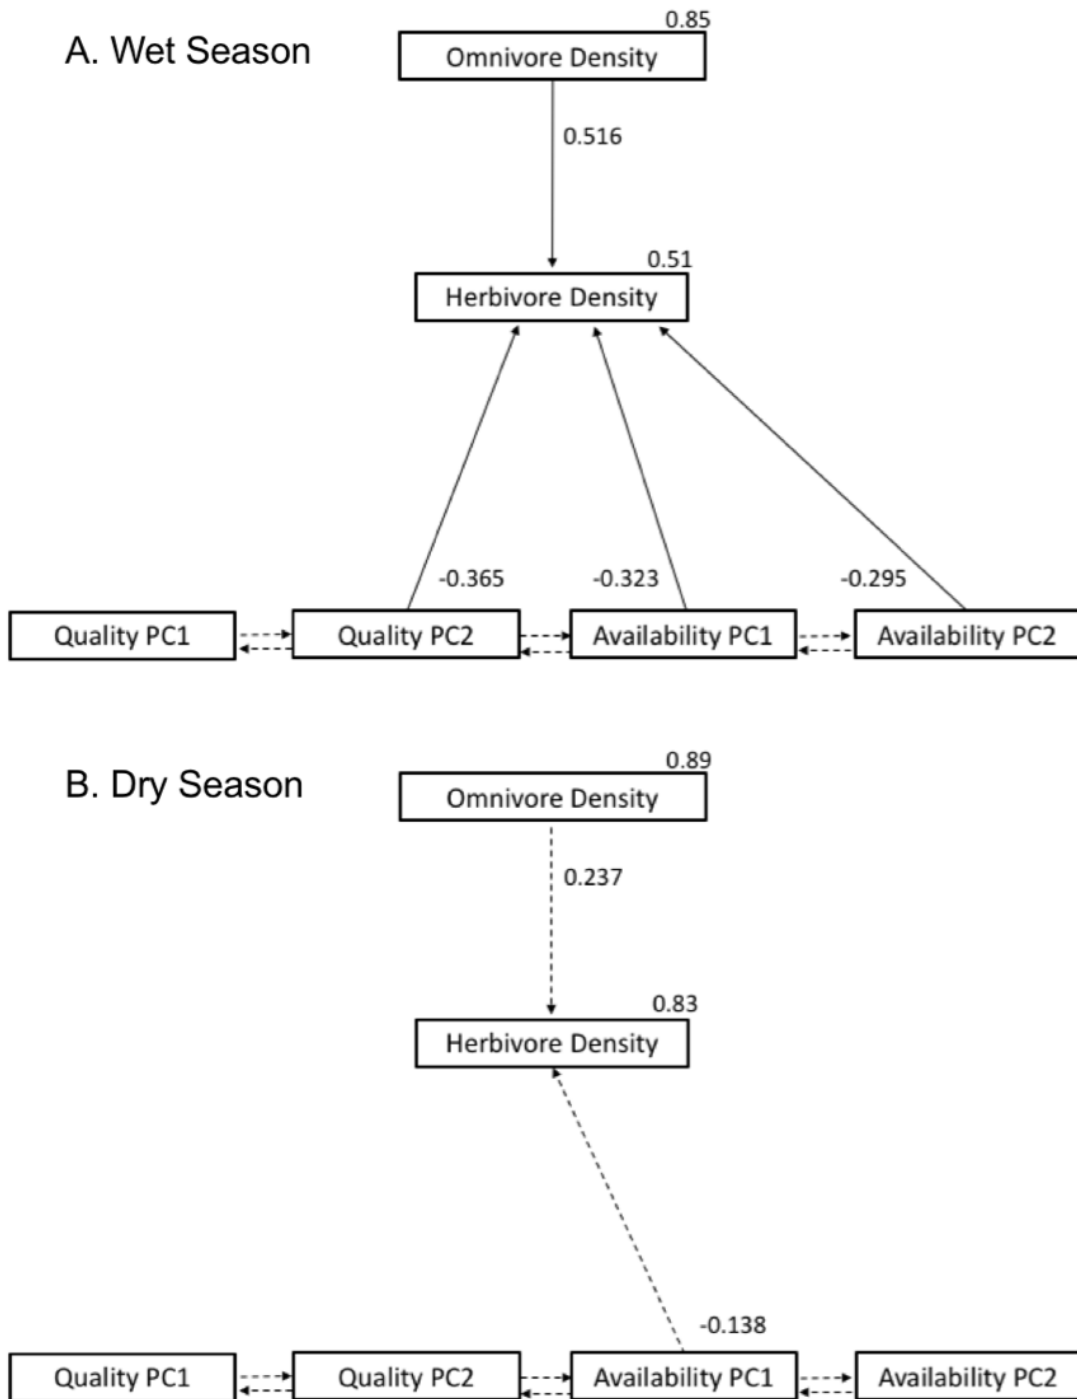 A. Wet Season
0.85
Omnivore Density
0.516
0.51
Herbivore Density
-0.365 -0.323 -0.295
Quality PC1 Quality PC2 Availability PC1 Availability PC2
B. Dry Season
0.89
Omnivore Density
0.237
0.83
Herbivore Density
-0.138
Quality PC1 Quality PC2 Availability PC1 Availability PC2